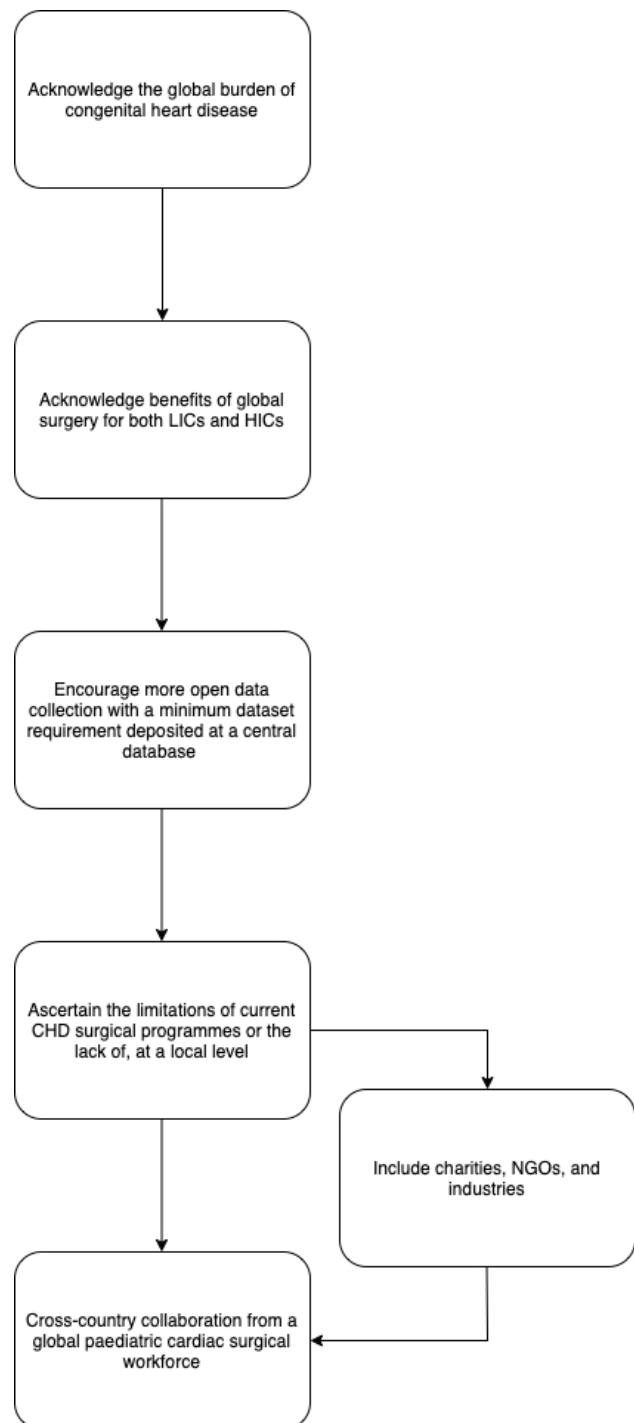 Acknowledge the global burden of
congenital heart disease
Acknowledge benefits of global
surgery for both LICs and HICs
Encourage more open data
collection with a minimum dataset
requirement deposited at a central
database
Ascertain the limitations of current
CHD surgical programmes or the
lack of, at a local level
Include charities, NGOs, and
industries
Cross-country collaboration from a
global paediatric cardiac surgical
workforce